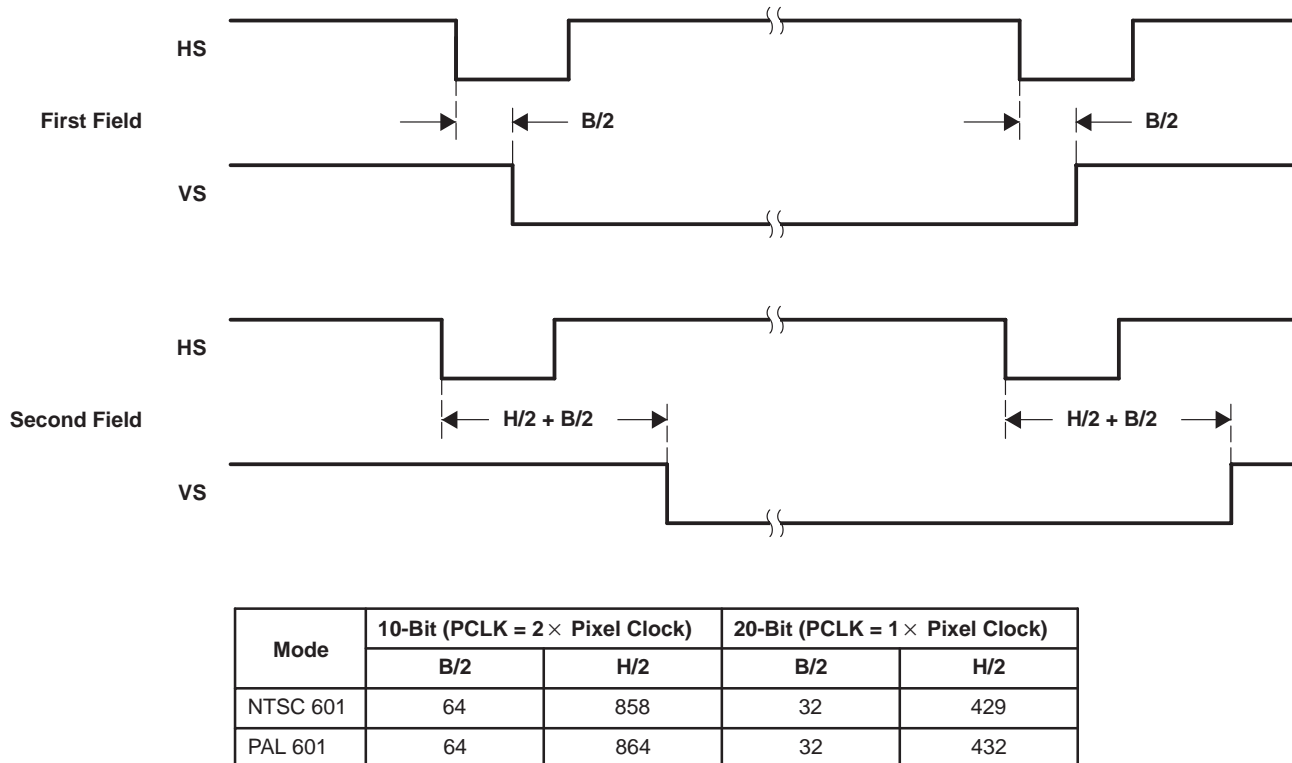 HS
First Field
B/2
B/2
VS
HS
Second Field
H/2 + B/2
H/2 + B/2
VS
Mode
10-Bit (PCLK = 2× Pixel Clock)
20-Bit (PCLK = 1× Pixel Clock)
B/2
H/2
B/2
H/2
NTSC 601
64
858
32
429
PAL 601
64
864
32
432